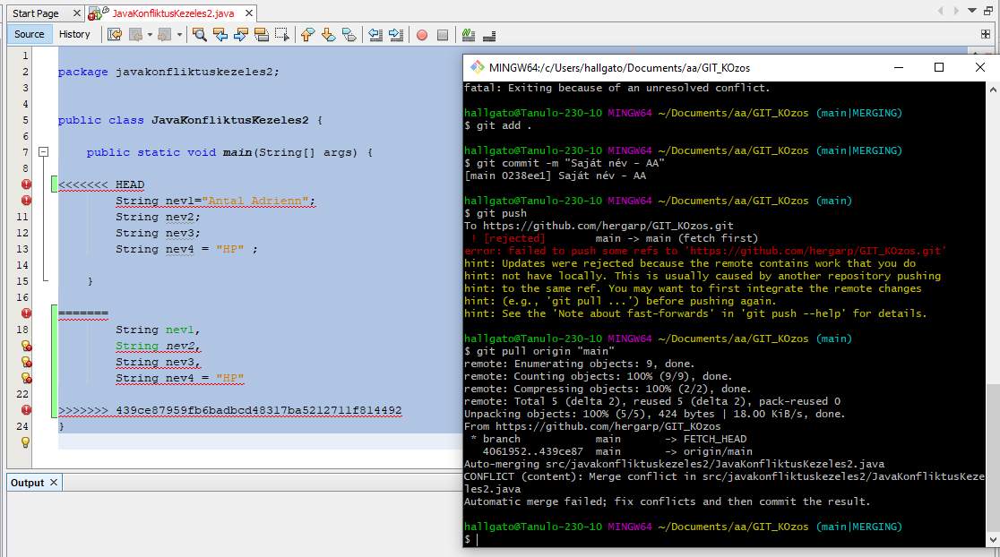 Start Page
JavaKonfliktusKezeles2.java
Source
History
1
2 package javakonfliktuskezeles2;
3
4
5 public class JavaKonfliktusKezeles2 {
6
7 public static void main(String[] args) {
8
<<<<<<< HEAD
String nev1="Antal Adrienn";
11 String nev2;
12 String nev3;
13 String nev4 = "HP" ;
14
15 }
16
=======
18 String nev1,
String nev2,
String nev3,
String nev4 = "HP"
22
>>>>>>> 439ce87959fb6badbcd48317ba5212711f814492
24 }
Output
MINGW64:/c/Users/hallgato/Documents/aa/GIT_KOzos
fatal: Exiting because of an unresolved conflict.
hallgato@Tanulo-230-10 MINGW64 ~/Documents/aa/GIT_KOzos (main|MERGING)
$ git add .
hallgato@Tanulo-230-10 MINGW64 ~/Documents/aa/GIT_KOzos (main|MERGING)
$ git commit -m "Saját név - AA"
[main 0238ee1] Saját név - AA
hallgato@Tanulo-230-10 MINGW64 ~/Documents/aa/GIT_KOzos (main)
$ git push
To https://github.com/hergarp/GIT_KOzos.git
! [rejected] main -> main (fetch first)
error: failed to push some refs to 'https://github.com/hergarp/GIT_KOzos.git'
hint: Updates were rejected because the remote contains work that you do
hint: not have locally. This is usually caused by another repository pushing
hint: to the same ref. You may want to first integrate the remote changes
hint: (e.g., 'git pull ...') before pushing again.
hint: See the 'Note about fast-forwards' in 'git push --help' for details.
hallgato@Tanulo-230-10 MINGW64 ~/Documents/aa/GIT_KOzos (main)
$ git pull origin "main"
remote: Enumerating objects: 9, done.
remote: Counting objects: 100% (9/9), done.
remote: Compressing objects: 100% (2/2), done.
remote: Total 5 (delta 2), reused 5 (delta 2), pack-reused 0
Unpacking objects: 100% (5/5), 424 bytes | 18.00 KiB/s, done.
From https://github.com/hergarp/GIT_KOzos
* branch main -> FETCH_HEAD
4061952..439ce87 main -> origin/main
Auto-merging src/javakonfliktuskezeles2/JavaKonfliktusKezeles2.java
CONFLICT (content): Merge conflict in src/javakonfliktuskezeles2/JavaKonfliktusKeze
les2.java
Automatic merge failed; fix conflicts and then commit the result.
hallgato@Tanulo-230-10 MINGW64 ~/Documents/aa/GIT_KOzos (main|MERGING)
$